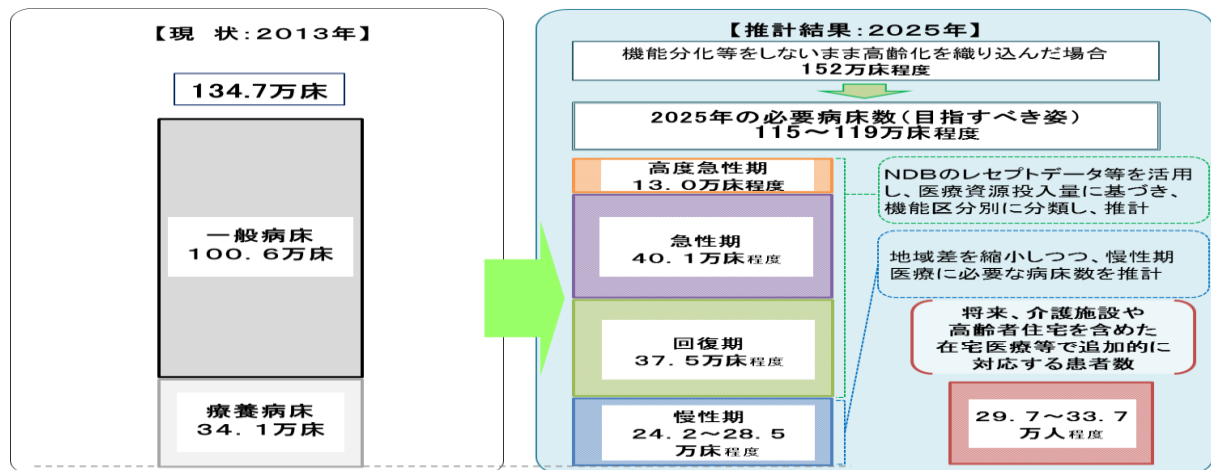 【現 状:2013年】
134.7万床
一般病床
100.6万床
療養病床
34.1万床
【推計結果:2025年】
機能分化等をしないまま高齢化を織り込んだ場合
152万床程度
2025年の必要病床数(目指すべき姿)
115~119万床程度
高度急性期
13.0万床程度
急性期
40.1万床程度
回復期
37.5万床程度
慢性期
24.2~28.5
万床程度
NDBのレセプトデータ等を活用
し、医療資源投入量に基づき、
機能区分別に分類し、推計
地域差を縮小しつつ、慢性期
医療に必要な病床数を推計
将来、介護施設や
高齢者住宅を含めた
在宅医療等で追加的に
対応する患者数
29.7~33.7
万人程度